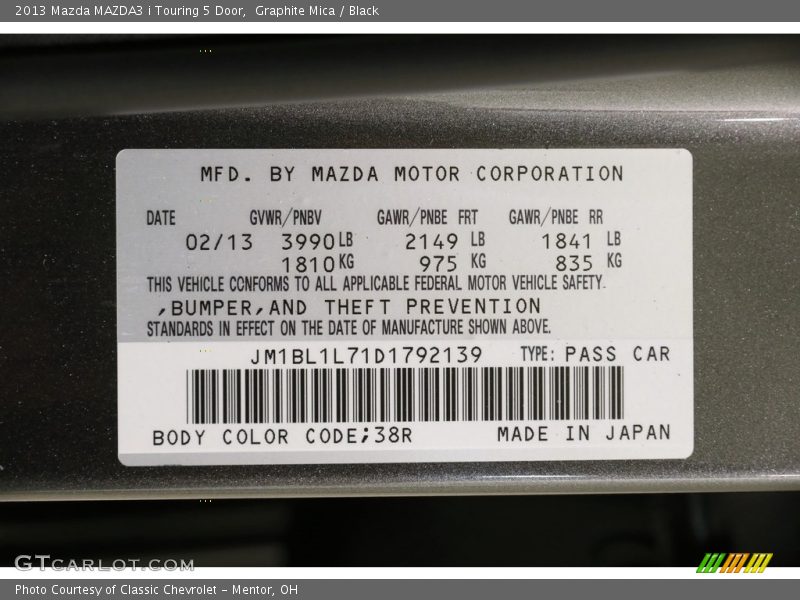 2013 Mazda MAZDA3 i Touring 5 Door, Graphite Mica / Black
MFD. BY MAZDA MOTOR CORPORATION
DATE GVWR/PNBV GAWR/PNBE FRT GAWR/PNBE RR
02/13 3990 LB 2149 LB 1841 LB
1810 KG 975 KG 835 KG
THIS VEHICLE CONFORMS TO ALL APPLICABLE FEDERAL MOTOR VEHICLE SAFETY.
,BUMPER,AND THEFT PREVENTION
STANDARDS IN EFFECT ON THE DATE OF MANUFACTURE SHOWN ABOVE.
JM1BL1L71D1792139 TYPE: PASS CAR
BODY COLOR CODE;38R MADE IN JAPAN
GTCARLOT.COM
Photo Courtesy of Classic Chevrolet - Mentor, OH